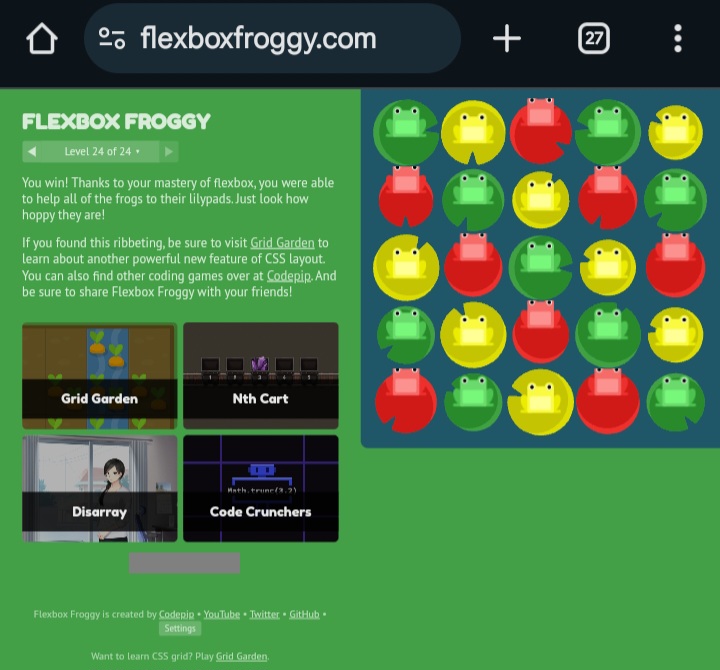 flexboxfroggy.com
27
FLEXBOX FROGGY
Level 24 of 24
You win! Thanks to your mastery of flexbox, you were able
to help all of the frogs to their lilypads. Just look how
hoppy they are!
If you found this ribbeting, be sure to visit Grid Garden to
learn about another powerful new feature of CSS layout.
You can also find other coding games over at Codepip. And
be sure to share Flexbox Froggy with your friends!
Grid Garden
Nth Cart
Disarray
Math.trunc(3.2)
Code Crunchers
Flexbox Froggy is created by Codepip • YouTube • Twitter • GitHub •
Settings
Want to learn CSS grid? Play Grid Garden.